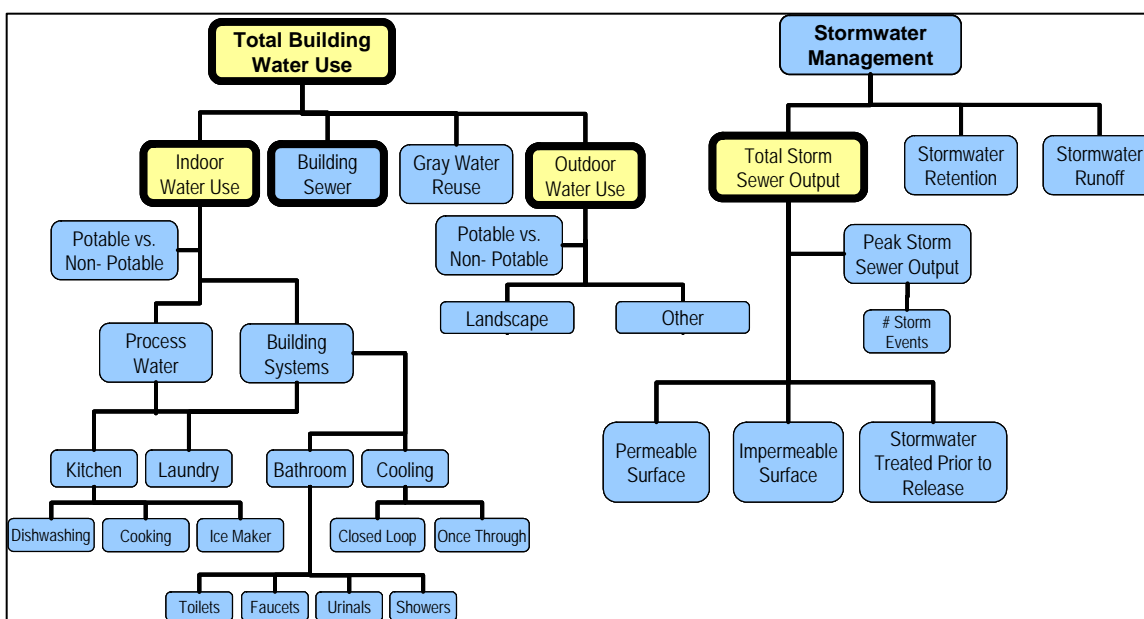 Total Building
Water Use
Stormwater
Management
Indoor
Water Use
Building
Sewer
Gray Water
Reuse
Outdoor
Water Use
Total Storm
Sewer Output
Stormwater
Retention
Stormwater
Runoff
Potable vs.
Non- Potable
Potable vs.
Non- Potable
Peak Storm
Sewer Output
Landscape
Other
# Storm
Events
Process
Water
Building
Systems
Permeable
Surface
Impermeable
Surface
Stormwater
Treated Prior to
Release
Kitchen
Laundry
Bathroom
Cooling
Dishwashing
Cooking
Ice Maker
Closed Loop
Once Through
Toilets
Faucets
Urinals
Showers